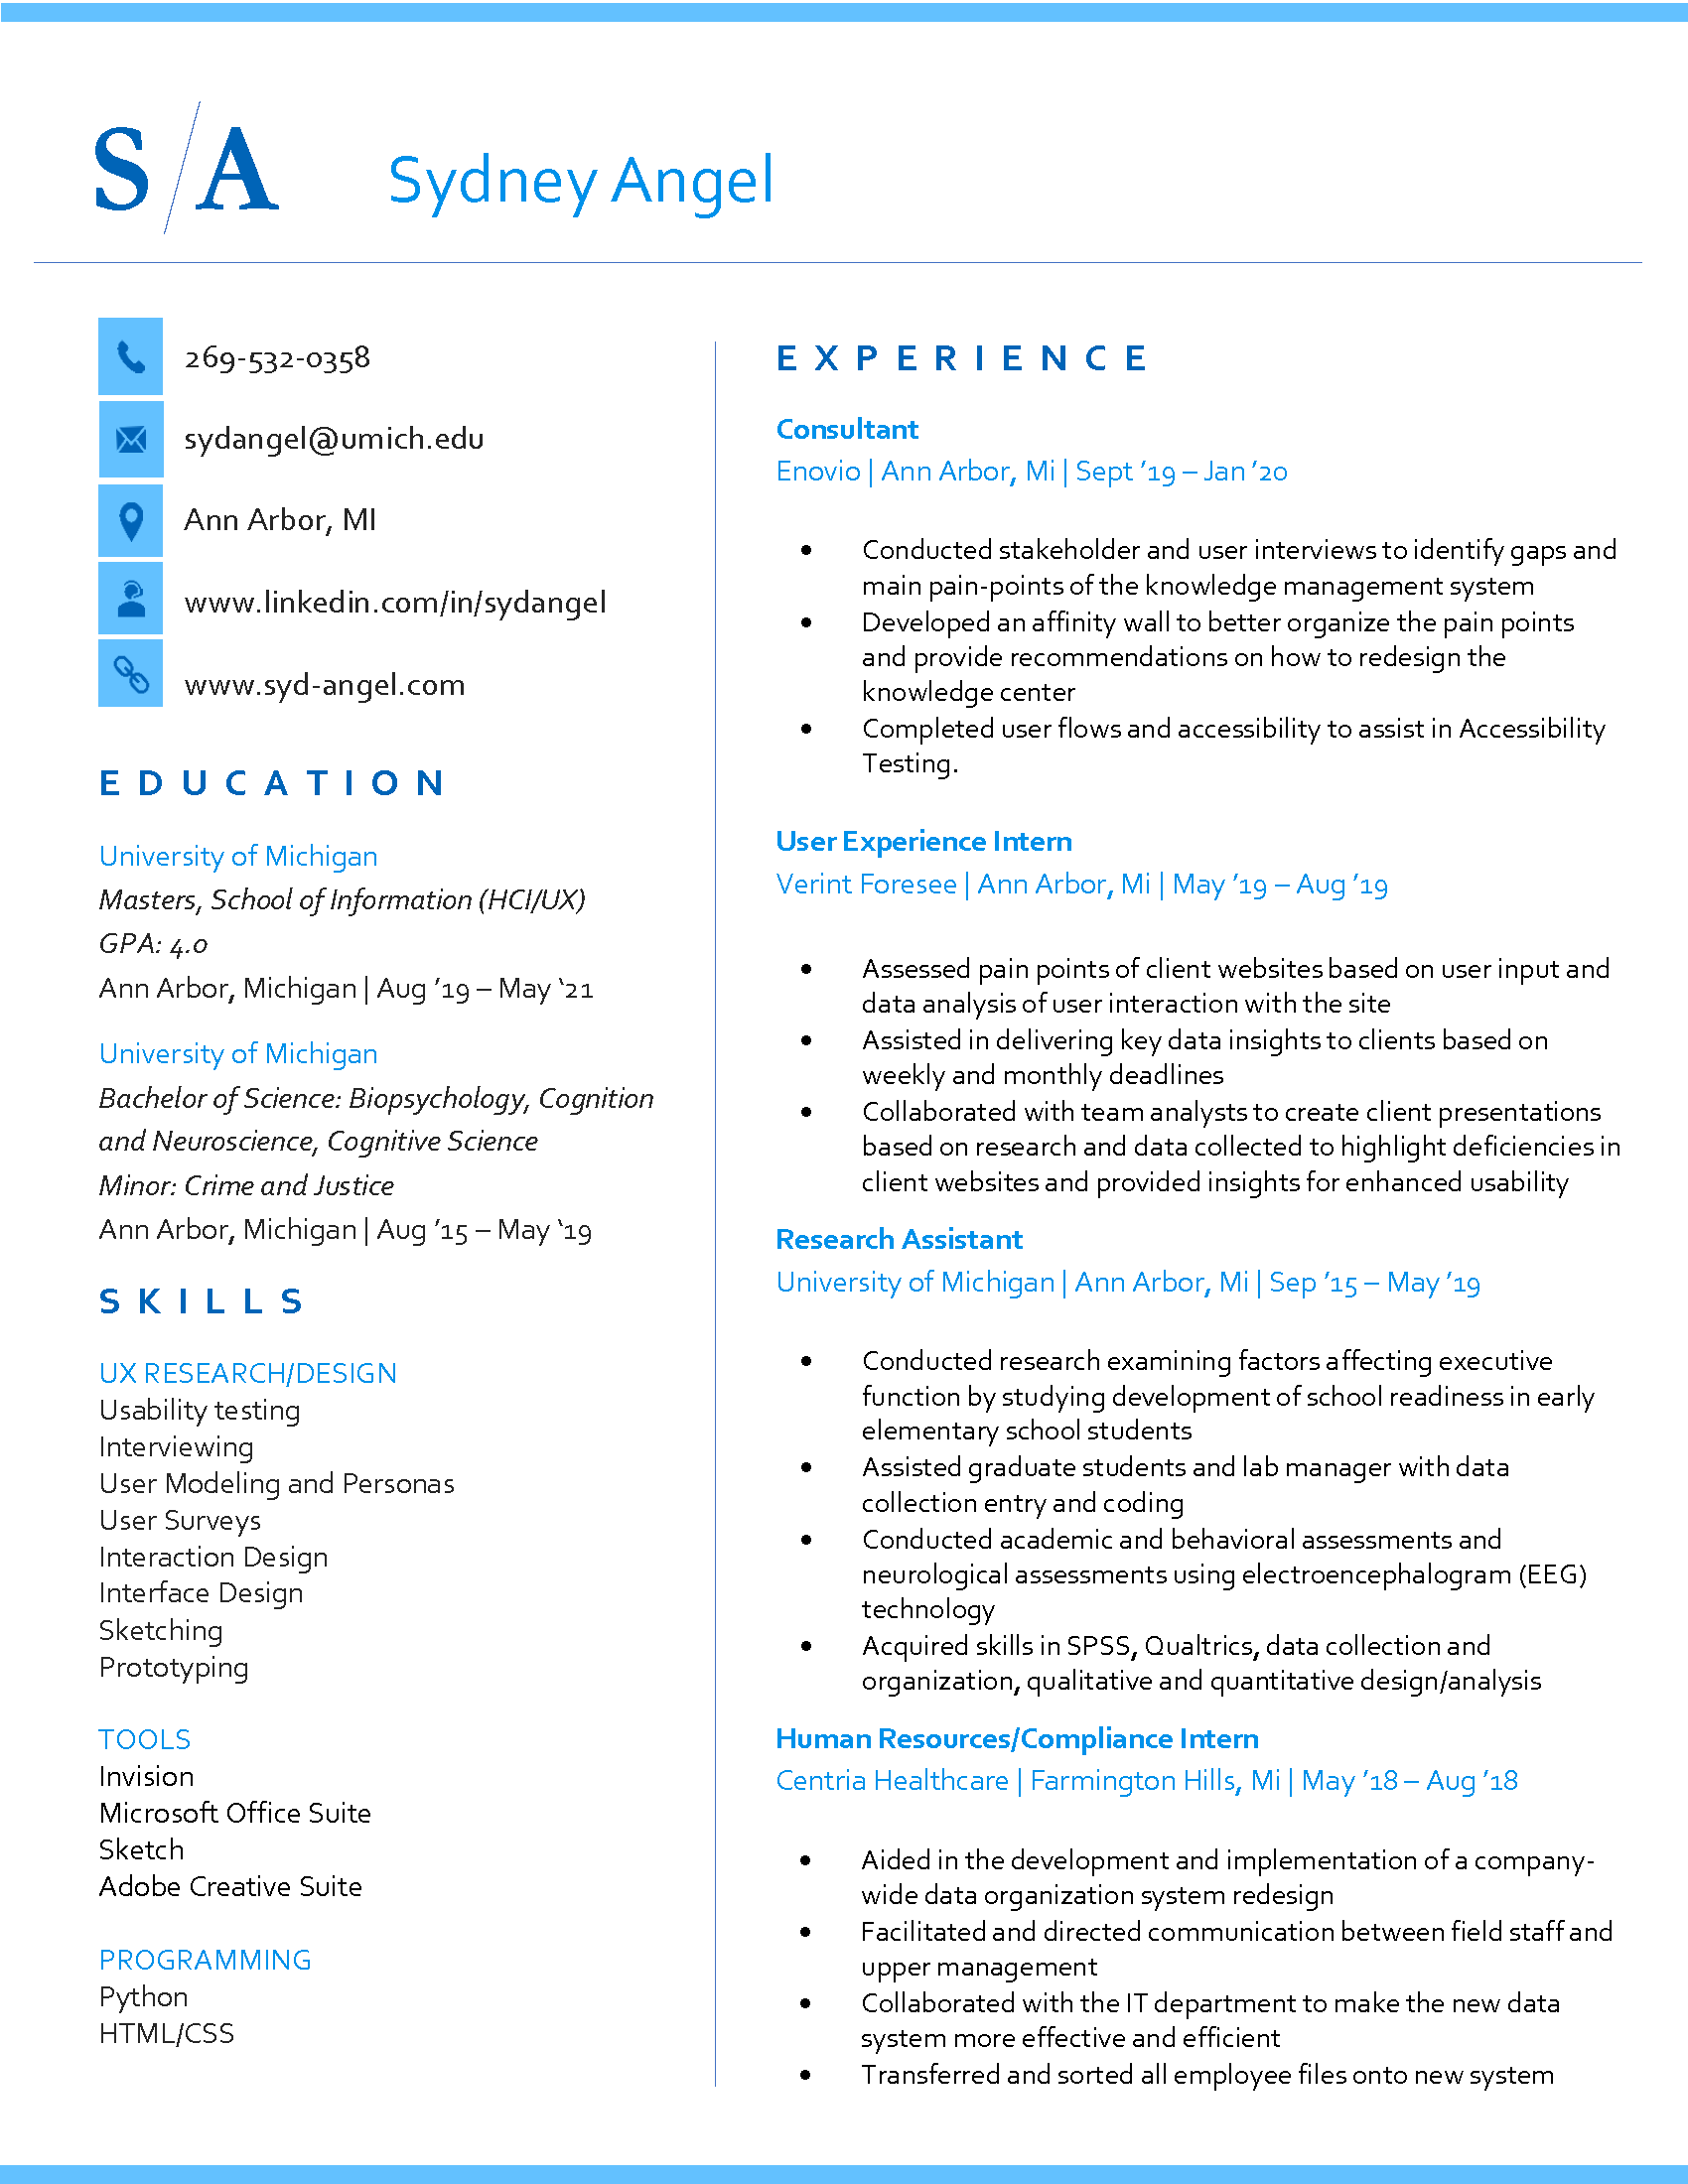 S/A
Sydney Angel
269-532-0358
sydangel@umich.edu
Ann Arbor, MI
www.linkedin.com/in/sydangel
www.syd-angel.com
EDUCATION
University of Michigan
Masters, School of Information (HCI/UX)
GPA: 4.0
Ann Arbor, Michigan | Aug ’19 – May ‘21
University of Michigan
Bachelor of Science: Biopsychology, Cognition
and Neuroscience, Cognitive Science
Minor: Crime and Justice
Ann Arbor, Michigan | Aug ’15 – May ‘19
SKILLS
UX RESEARCH/DESIGN
Usability testing
Interviewing
User Modeling and Personas
User Surveys
Interaction Design
Interface Design
Sketching
Prototyping
TOOLS
Invision
Microsoft Office Suite
Sketch
Adobe Creative Suite
PROGRAMMING
Python
HTML/CSS
EXPERIENCE
Consultant
Enovio | Ann Arbor, Mi | Sept ’19 – Jan ’20
• Conducted stakeholder and user interviews to identify gaps and
main pain-points of the knowledge management system
• Developed an affinity wall to better organize the pain points
and provide recommendations on how to redesign the
knowledge center
• Completed user flows and accessibility to assist in Accessibility
Testing.
User Experience Intern
Verint Foresee | Ann Arbor, Mi | May ’19 – Aug ’19
• Assessed pain points of client websites based on user input and
data analysis of user interaction with the site
• Assisted in delivering key data insights to clients based on
weekly and monthly deadlines
• Collaborated with team analysts to create client presentations
based on research and data collected to highlight deficiencies in
client websites and provided insights for enhanced usability
Research Assistant
University of Michigan | Ann Arbor, Mi | Sep ’15 – May ’19
• Conducted research examining factors affecting executive
function by studying development of school readiness in early
elementary school students
• Assisted graduate students and lab manager with data
collection entry and coding
• Conducted academic and behavioral assessments and
neurological assessments using electroencephalogram (EEG)
technology
• Acquired skills in SPSS, Qualtrics, data collection and
organization, qualitative and quantitative design/analysis
Human Resources/Compliance Intern
Centria Healthcare | Farmington Hills, Mi | May ’18 – Aug ’18
• Aided in the development and implementation of a company-
wide data organization system redesign
• Facilitated and directed communication between field staff and
upper management
• Collaborated with the IT department to make the new data
system more effective and efficient
• Transferred and sorted all employee files onto new system